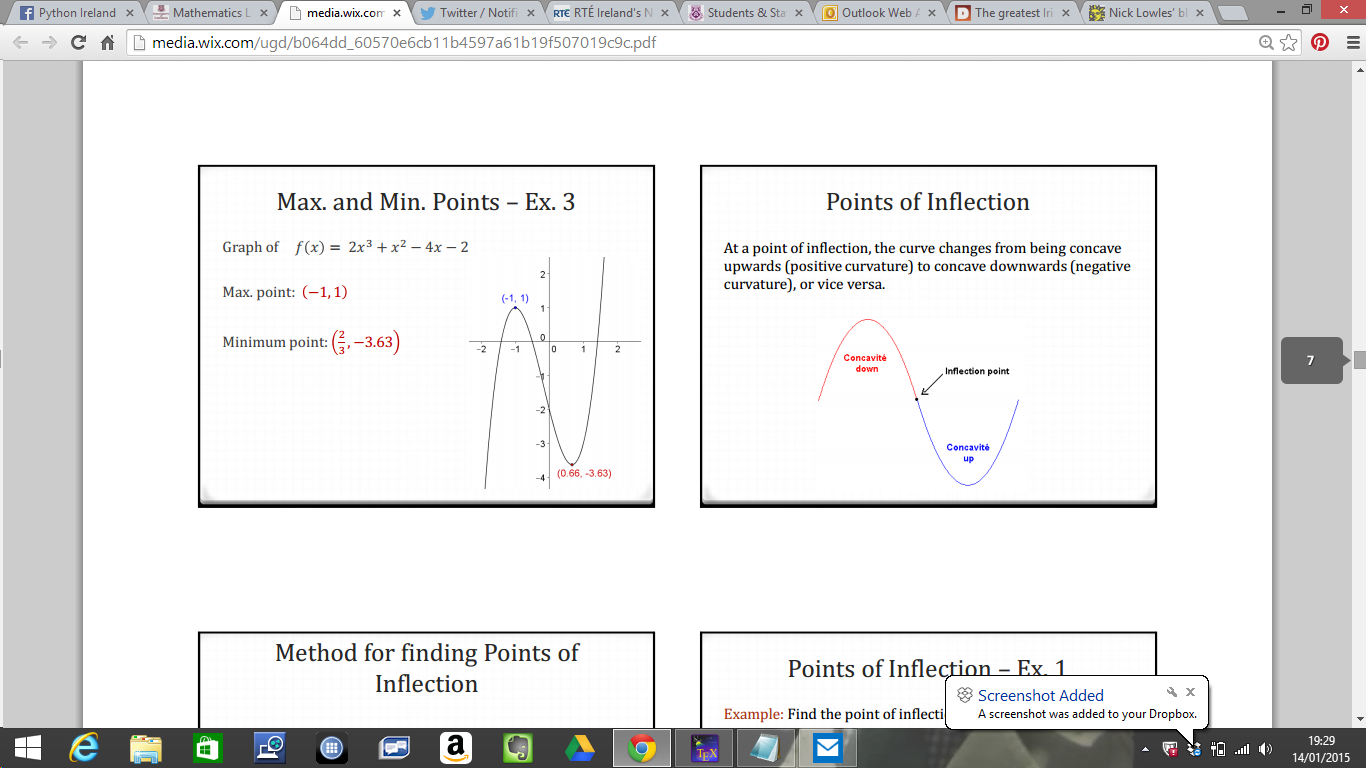 Python Ireland
Mathematics L
media.wix.com
Twitter / Notifi
RTÉ Ireland's N
Students & Sta
Outlook Web A
The greatest Iri
Nick Lowles' bl
media.wix.com/ugd/b064dd_60570e6cb11b4597a61b19f507019c9c.pdf
Max. and Min. Points – Ex. 3
Graph of f(x) = 2x³ + x² − 4x − 2
Max. point: (−1, 1)
Minimum point: (2/3, −3.63)
(-1, 1)
2
1
0
−1
−2
−3
−4
−2 −1 0 1 2
(0.66, -3.63)
Points of Inflection
At a point of inflection, the curve changes from being concave
upwards (positive curvature) to concave downwards (negative
curvature), or vice versa.
Concavité
down
Inflection point
Concavité
up
7
Method for finding Points of
Inflection
Points of Inflection – Ex. 1
Example: Find the point of inflecti
Screenshot Added
A screenshot was added to your Dropbox.
TEX
19:29
14/01/2015